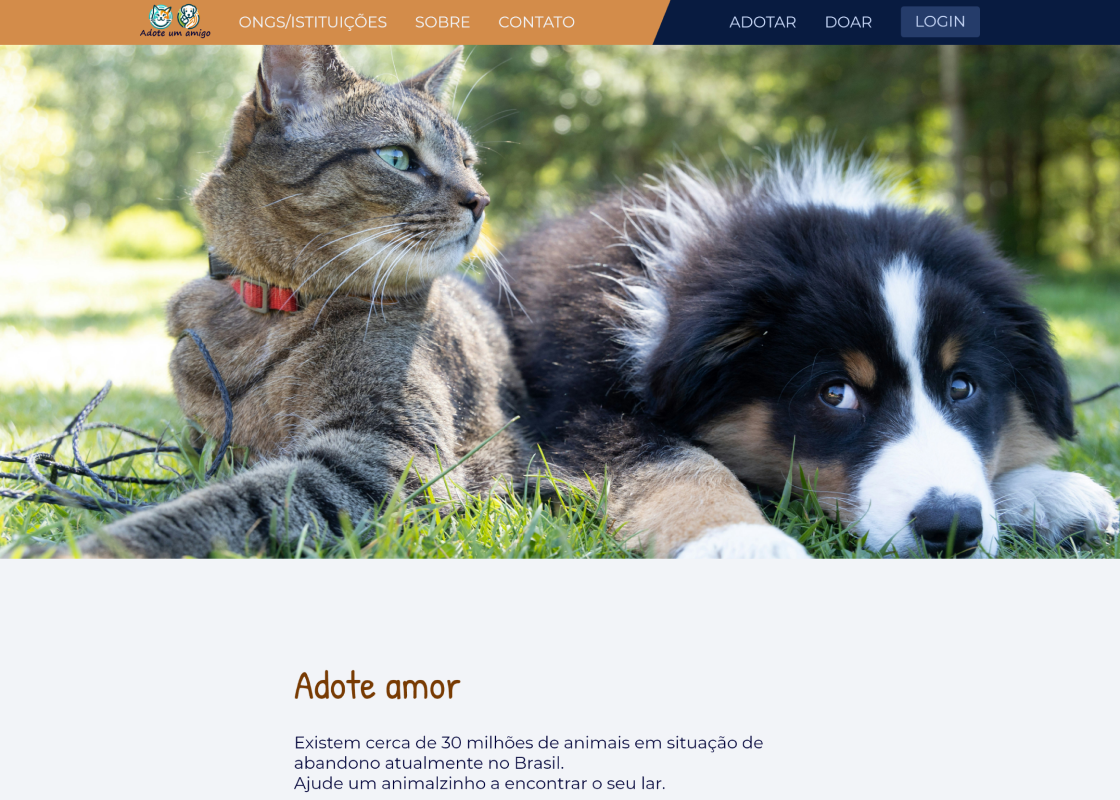 Adote um amigo
ONGS/ISTITUIÇÕES SOBRE CONTATO ADOTAR DOAR LOGIN
Adote amor
Existem cerca de 30 milhões de animais em situação de
abandono atualmente no Brasil.
Ajude um animalzinho a encontrar o seu lar.